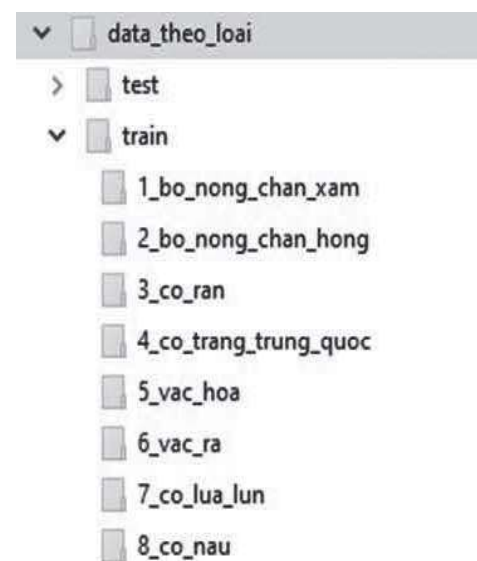 data_theo_loai
test
train
1_bo_nong_chan_xam
2_bo_nong_chan_hong
3_co_ran
4_co_trang_trung_quoc
5_vac_hoa
6_vac_ra
7_co_lua_lun
8_co_nau